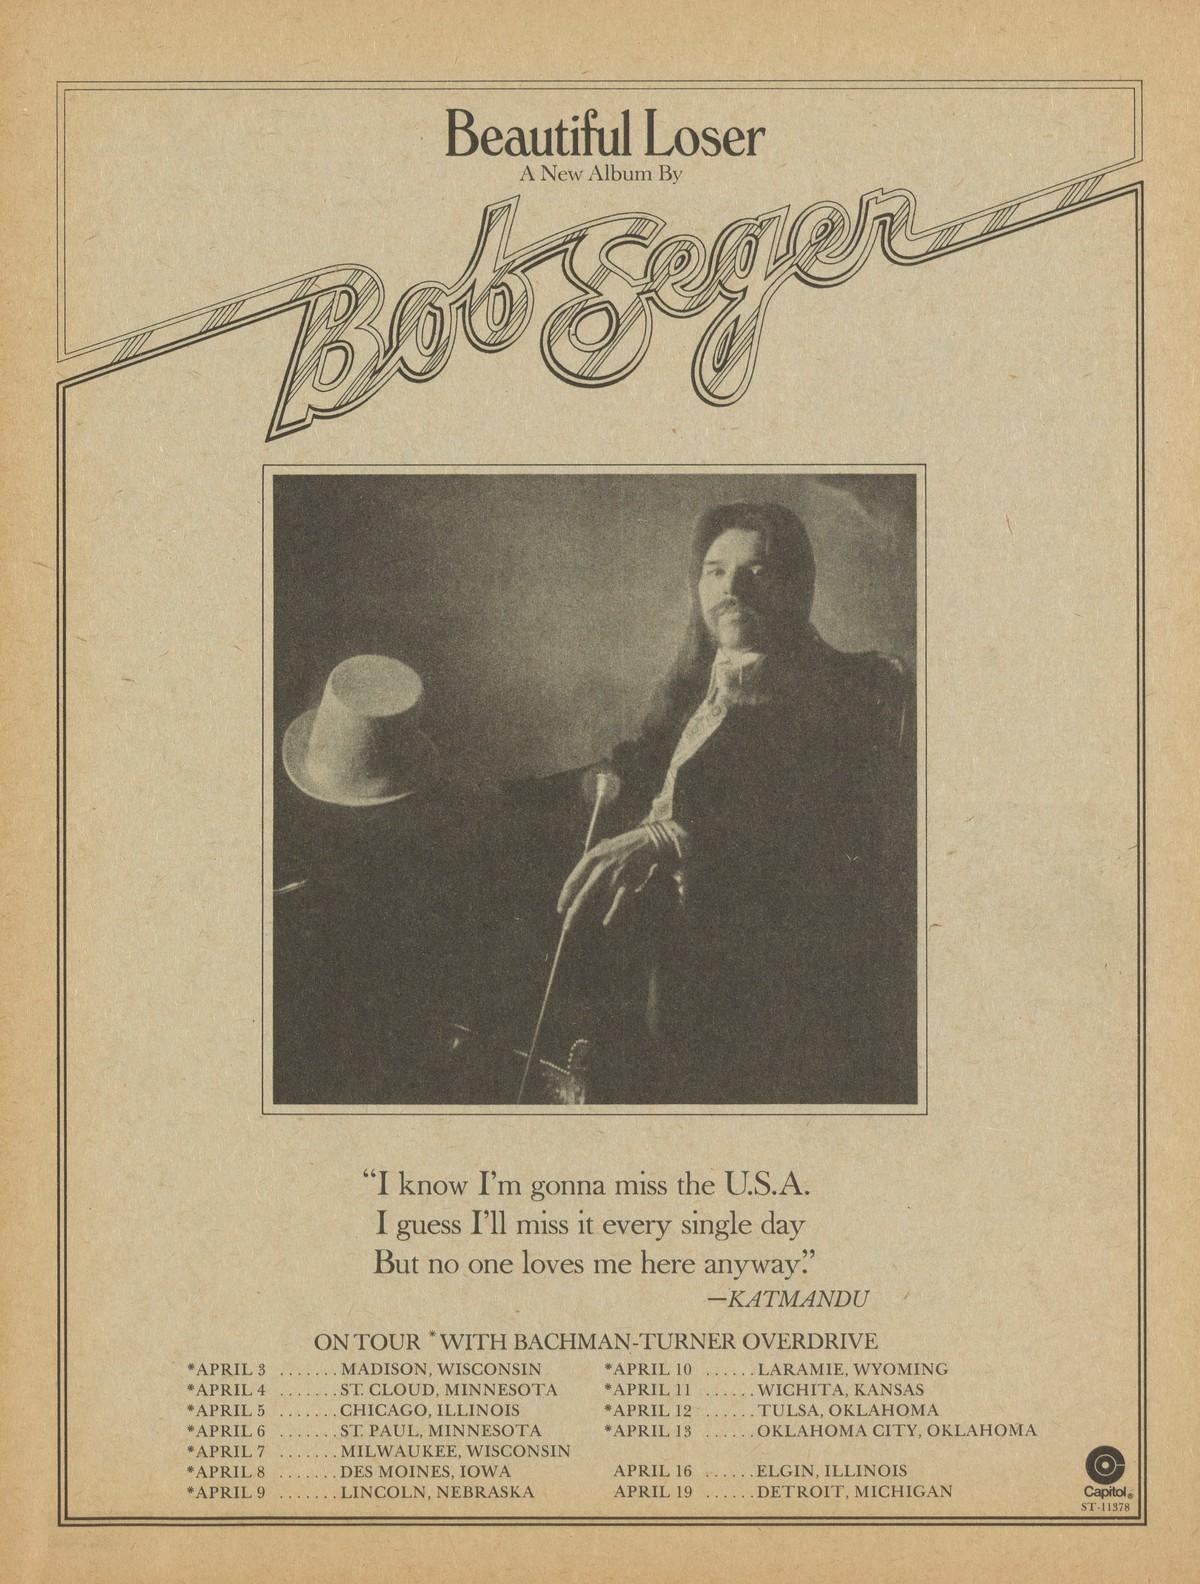 Beautiful Loser
A New Album By
Bob Seger
“I know I’m gonna miss the U.S.A.
I guess I’ll miss it every single day
But no one loves me here anyway.”
—KATMANDU
ON TOUR *WITH BACHMAN-TURNER OVERDRIVE
*APRIL 3 .......MADISON, WISCONSIN
*APRIL 4 .......ST. CLOUD, MINNESOTA
*APRIL 5 .......CHICAGO, ILLINOIS
*APRIL 6 .......ST. PAUL, MINNESOTA
*APRIL 7 .......MILWAUKEE, WISCONSIN
*APRIL 8 .......DES MOINES, IOWA
*APRIL 9 .......LINCOLN, NEBRASKA
*APRIL 10 ......LARAMIE, WYOMING
*APRIL 11 ......WICHITA, KANSAS
*APRIL 12 ......TULSA, OKLAHOMA
*APRIL 13 ......OKLAHOMA CITY, OKLAHOMA
APRIL 16 ......ELGIN, ILLINOIS
APRIL 19 ......DETROIT, MICHIGAN
Capitol®
ST-11378